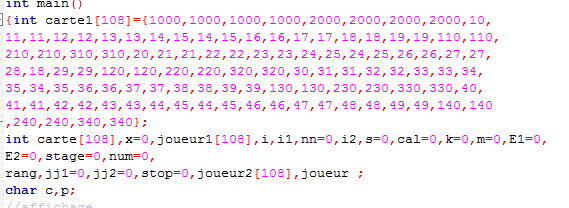 int main()
{int carte1[108]={1000,1000,1000,1000,2000,2000,2000,2000,10,
11,11,12,12,13,13,14,15,14,15,16,16,17,17,18,18,19,19,110,110,
210,210,310,310,20,21,21,22,22,23,23,24,25,24,25,26,26,27,27,
28,18,29,29,120,120,220,220,320,320,30,31,31,32,32,33,33,34,
35,34,35,36,36,37,37,38,38,39,39,130,130,230,230,330,330,40,
41,41,42,42,43,43,44,45,44,45,46,46,47,47,48,48,49,49,140,140
,240,240,340,340};
int carte[108],x=0,joueur1[108],i,i1,nn=0,i2,s=0,cal=0,k=0,m=0,E1=0,
E2=0,stage=0,num=0,
rang,jj1=0,jj2=0,stop=0,joueur2[108],joueur ;
char c,p;
//affichage